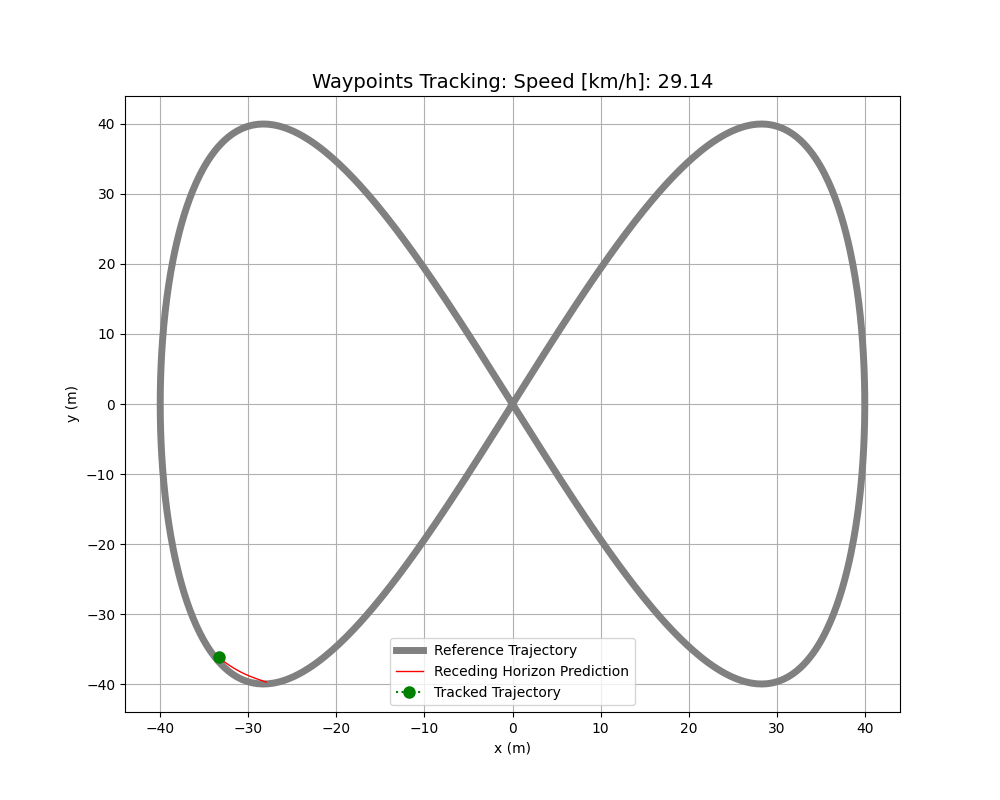 Waypoints Tracking: Speed [km/h]: 29.14
40
30
20
10
0
−10
−20
−30
−40
y (m)
Reference Trajectory
Receding Horizon Prediction
Tracked Trajectory
−40 −30 −20 −10 0 10 20 30 40
x (m)